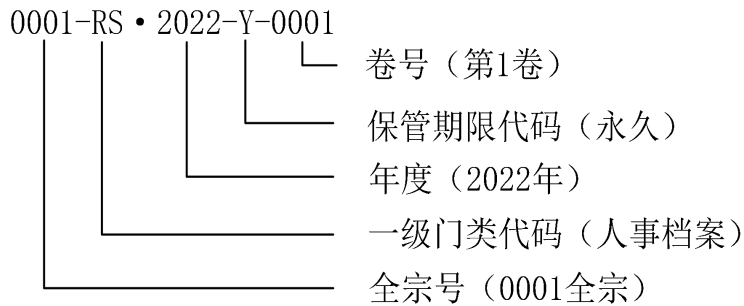 0001-RS·2022-Y-0001
卷号（第1卷）
保管期限代码（永久）
年度（2022年）
一级门类代码（人事档案）
全宗号（0001全宗）